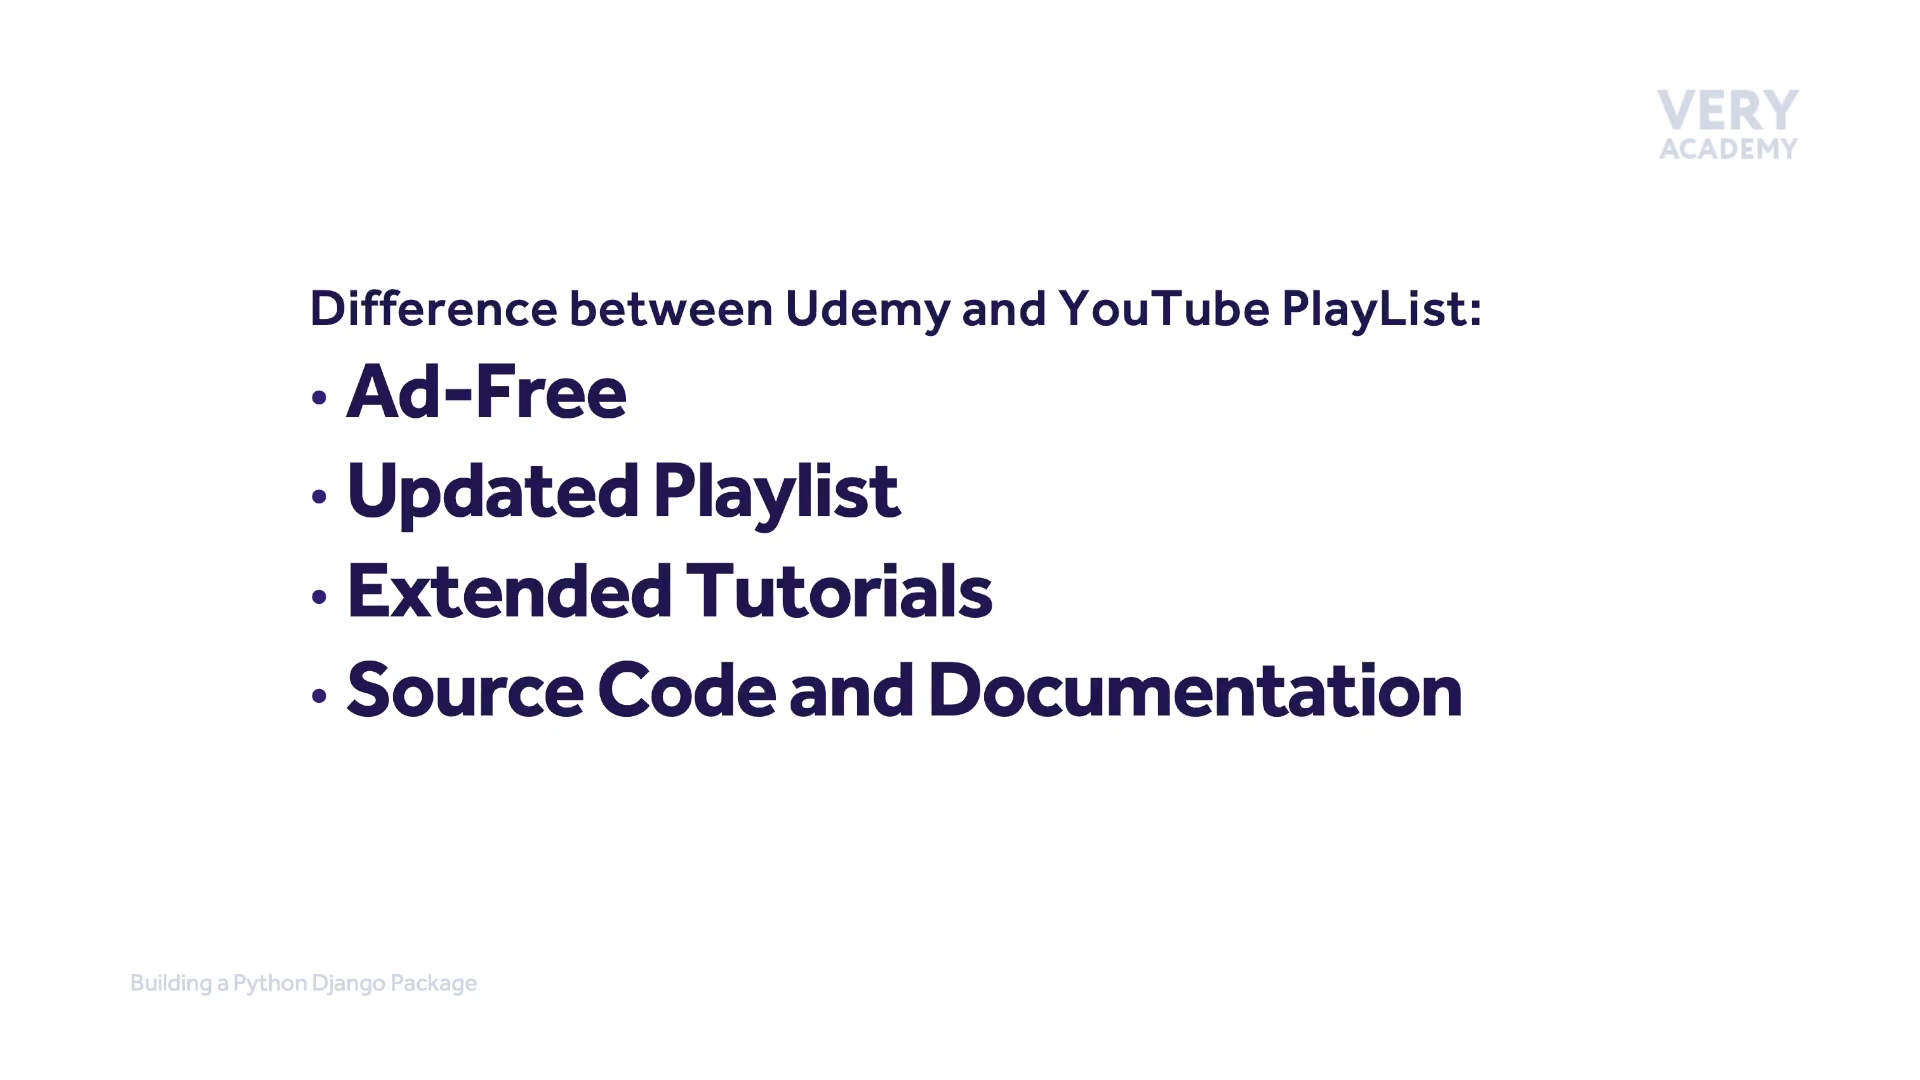 VERY
ACADEMY
Difference between Udemy and YouTube PlayList:
• Ad-Free
• Updated Playlist
• Extended Tutorials
• Source Code and Documentation
Building a Python Django Package